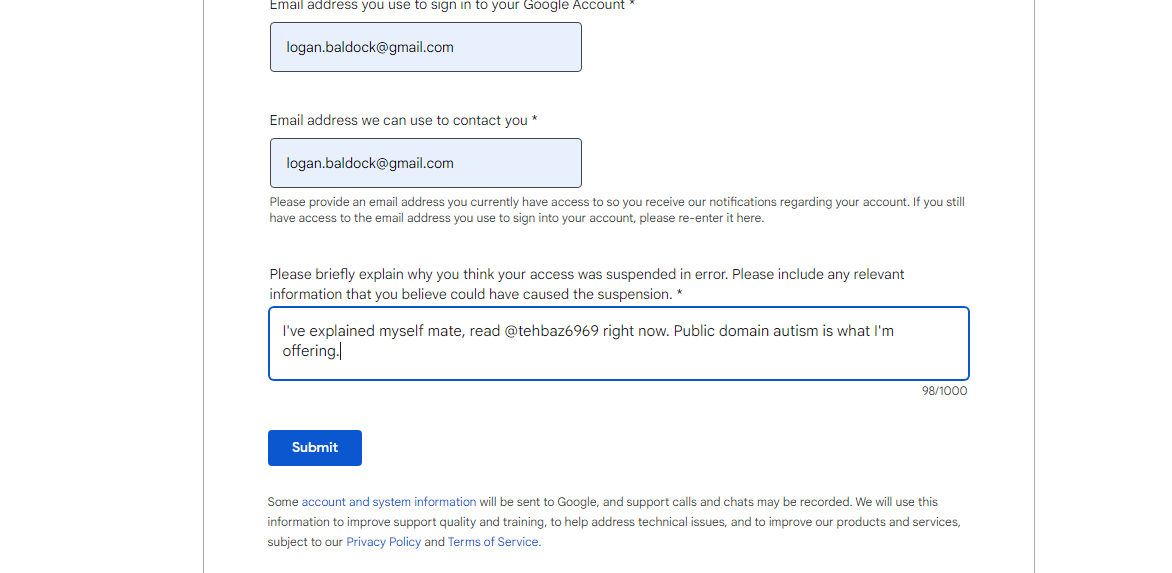 Email address you use to sign in to your Google Account *
logan.baldock@gmail.com
Email address we can use to contact you *
logan.baldock@gmail.com
Please provide an email address you currently have access to so you receive our notifications regarding your account. If you still
have access to the email address you use to sign into your account, please re-enter it here.
Please briefly explain why you think your access was suspended in error. Please include any relevant
information that you believe could have caused the suspension. *
I've explained myself mate, read @tehbaz6969 right now. Public domain autism is what I'm
offering.
98/1000
Submit
Some account and system information will be sent to Google, and support calls and chats may be recorded. We will use this
information to improve support quality and training, to help address technical issues, and to improve our products and services,
subject to our Privacy Policy and Terms of Service.